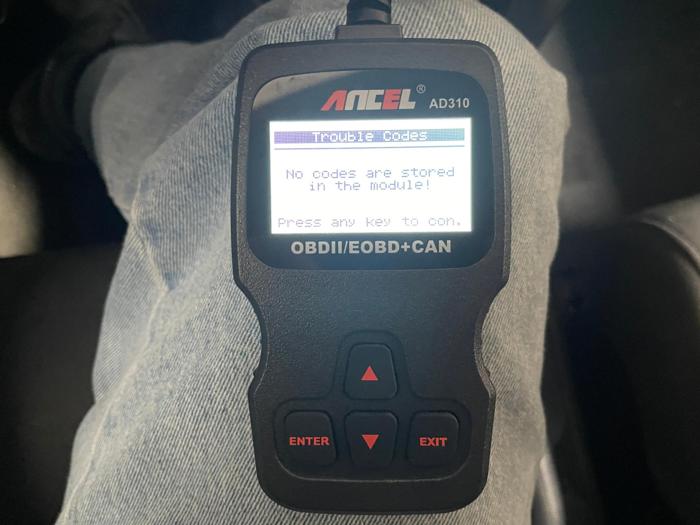 ANCEL® AD310
Trouble Codes
No codes are stored
in the module!
Press any key to con.
OBDII/EOBD+CAN
ENTER
EXIT